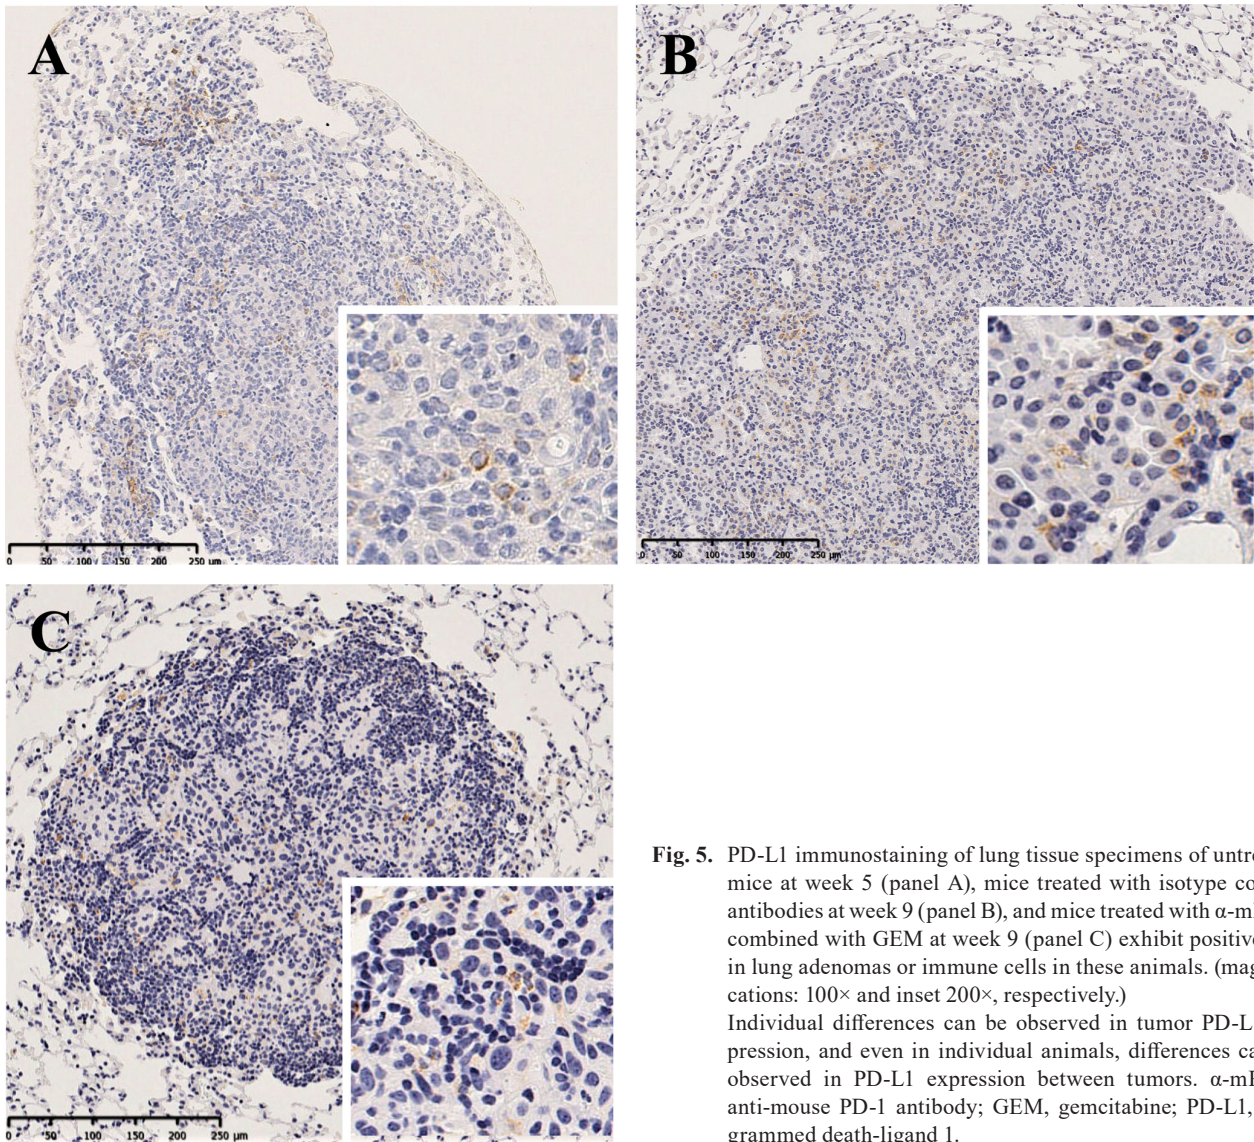 A
B
0 50 100 150 200 250 µm
0 50 100 150 200 250 µm
C
0 50 100 150 200 250 µm
Fig. 5. PD-L1 immunostaining of lung tissue specimens of untre
mice at week 5 (panel A), mice treated with isotype co
antibodies at week 9 (panel B), and mice treated with α-m
combined with GEM at week 9 (panel C) exhibit positive
in lung adenomas or immune cells in these animals. (mag
cations: 100× and inset 200×, respectively.)
Individual differences can be observed in tumor PD-L
pression, and even in individual animals, differences ca
observed in PD-L1 expression between tumors. α-m
anti-mouse PD-1 antibody; GEM, gemcitabine; PD-L1,
grammed death-ligand 1.